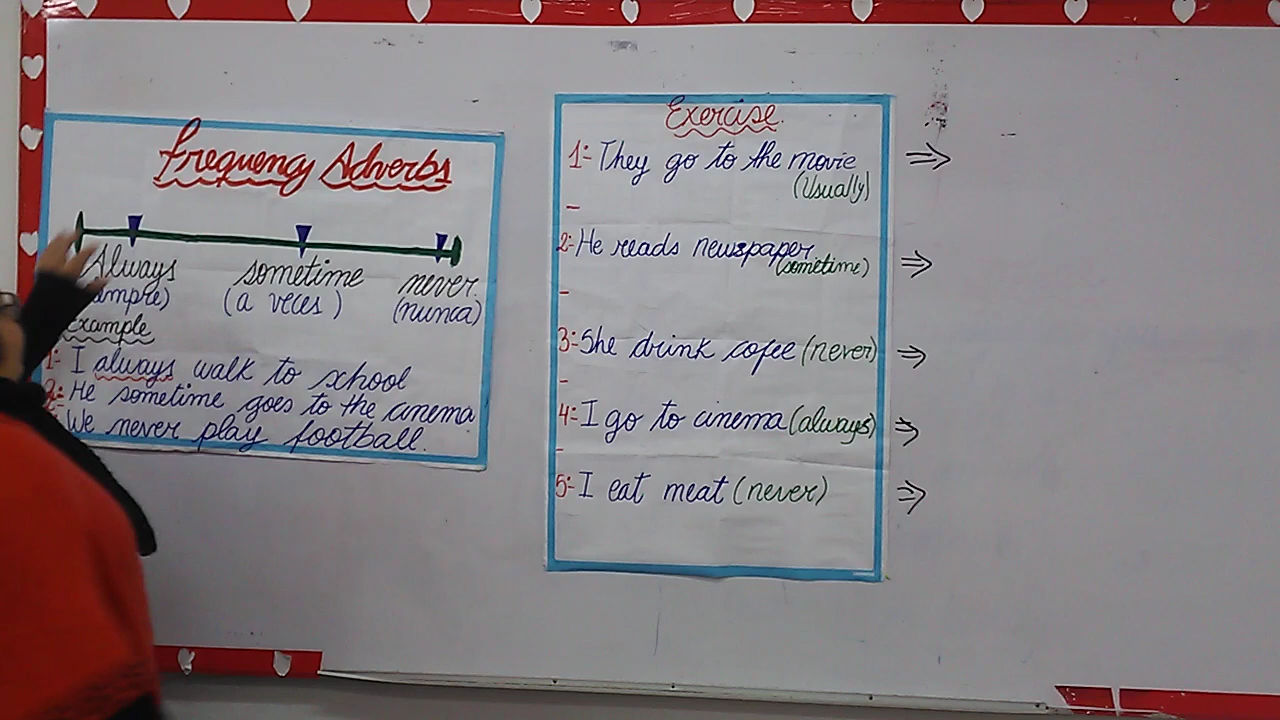 Frequency Adverbs
Always sometime never.
(a veces) (nunca)
Example
1- I always walk to school
2- He sometime goes to the cinema
We never play football.
Exercise.
1- They go to the movie
(Usually)
2- He reads newspaper
(sometime)
3- She drink cofee (never)
4- I go to cinema (always)
5- I eat meat (never)